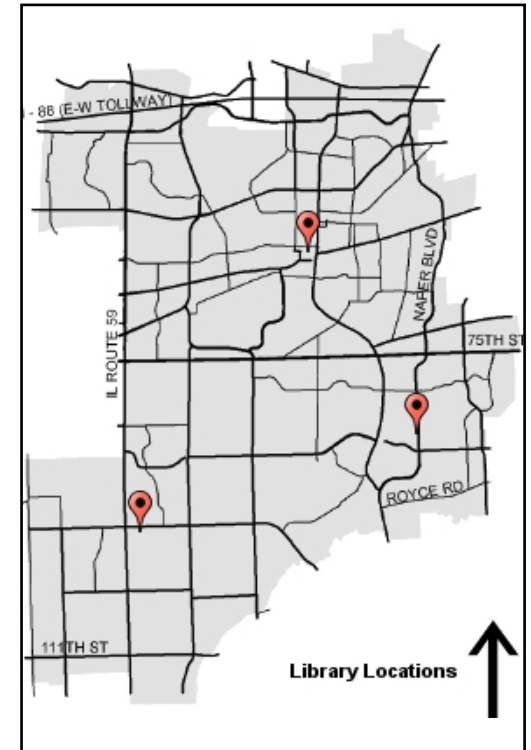 - 88 (E-W TOLLWAY)
NAPER BLVD
IL ROUTE 59
75TH ST
ROYCE RD
111TH ST
Library Locations